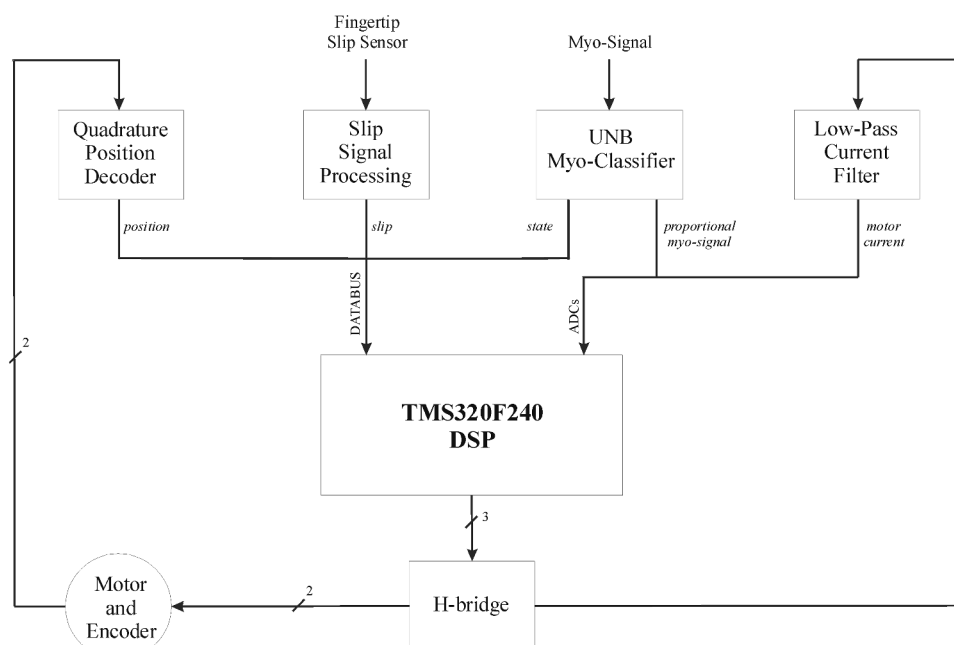 Fingertip
Slip Sensor
Myo-Signal
Quadrature
Position
Decoder
Slip
Signal
Processing
UNB
Myo-Classifier
Low-Pass
Current
Filter
position
slip
state
proportional
myo-signal
motor
current
DATABUS
ADCs
2
TMS320F240
DSP
3
Motor
and
Encoder
2
H-bridge